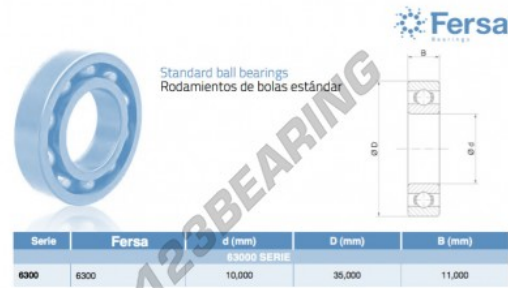 Fersa
Bearings
Standard ball bearings
Rodamientos de bolas estándar
B
Ø D
Ø d
123BEARING
Serie Fersa d (mm) D (mm) B (mm)
63000 SERIE
6300 6300 10,000 35,000 11,000